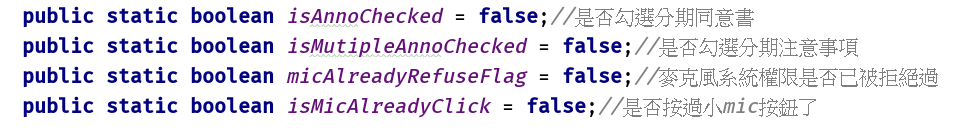 public static boolean isAnnoChecked = false;//是否勾選分期同意書
public static boolean isMutipleAnnoChecked = false;//是否勾選分期注意事項
public static boolean micAlreadyRefuseFlag = false;//麥克風系統權限是否已被拒絕過
public static boolean isMicAlreadyClick = false;//是否按過小mic按鈕了